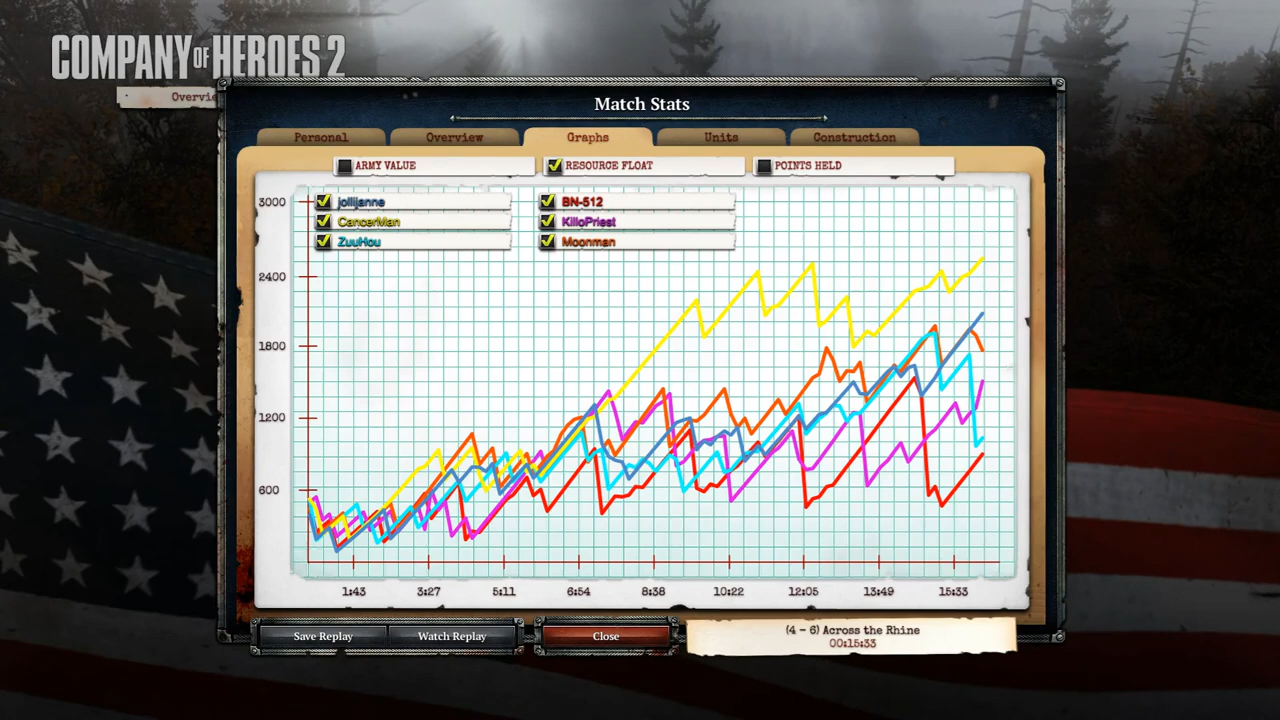 COMPANY OF HEROES 2
Overvie
Match Stats
Personal Overview Graphs Units Construction
ARMY VALUE RESOURCE FLOAT POINTS HELD
jollijanne BN-512
CancerMan KilloPriest
ZuuHou Moonman
3000
2400
1800
1200
600
1:43 3:27 5:11 6:54 8:38 10:22 12:05 13:49 15:33
Save Replay Watch Replay Close
(4 - 6) Across the Rhine
00:15:33